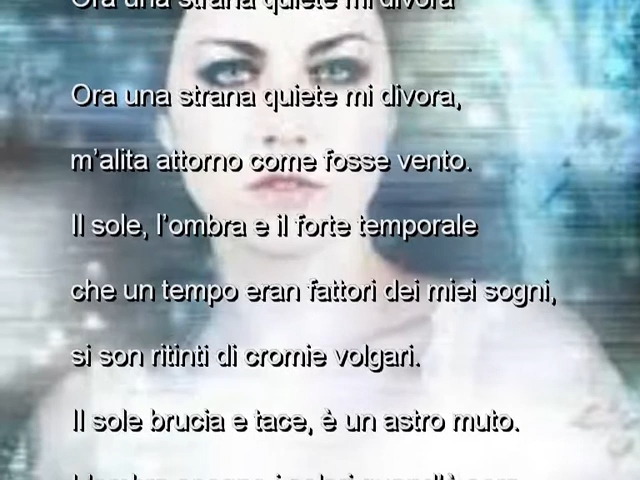 Ora una strana quiete mi divora
Ora una strana quiete mi divora,
m'alita attorno come fosse vento.
Il sole, l'ombra e il forte temporale
che un tempo eran fattori dei miei sogni,
si son ritinti di cromie volgari.
Il sole brucia e tace, è un astro muto.